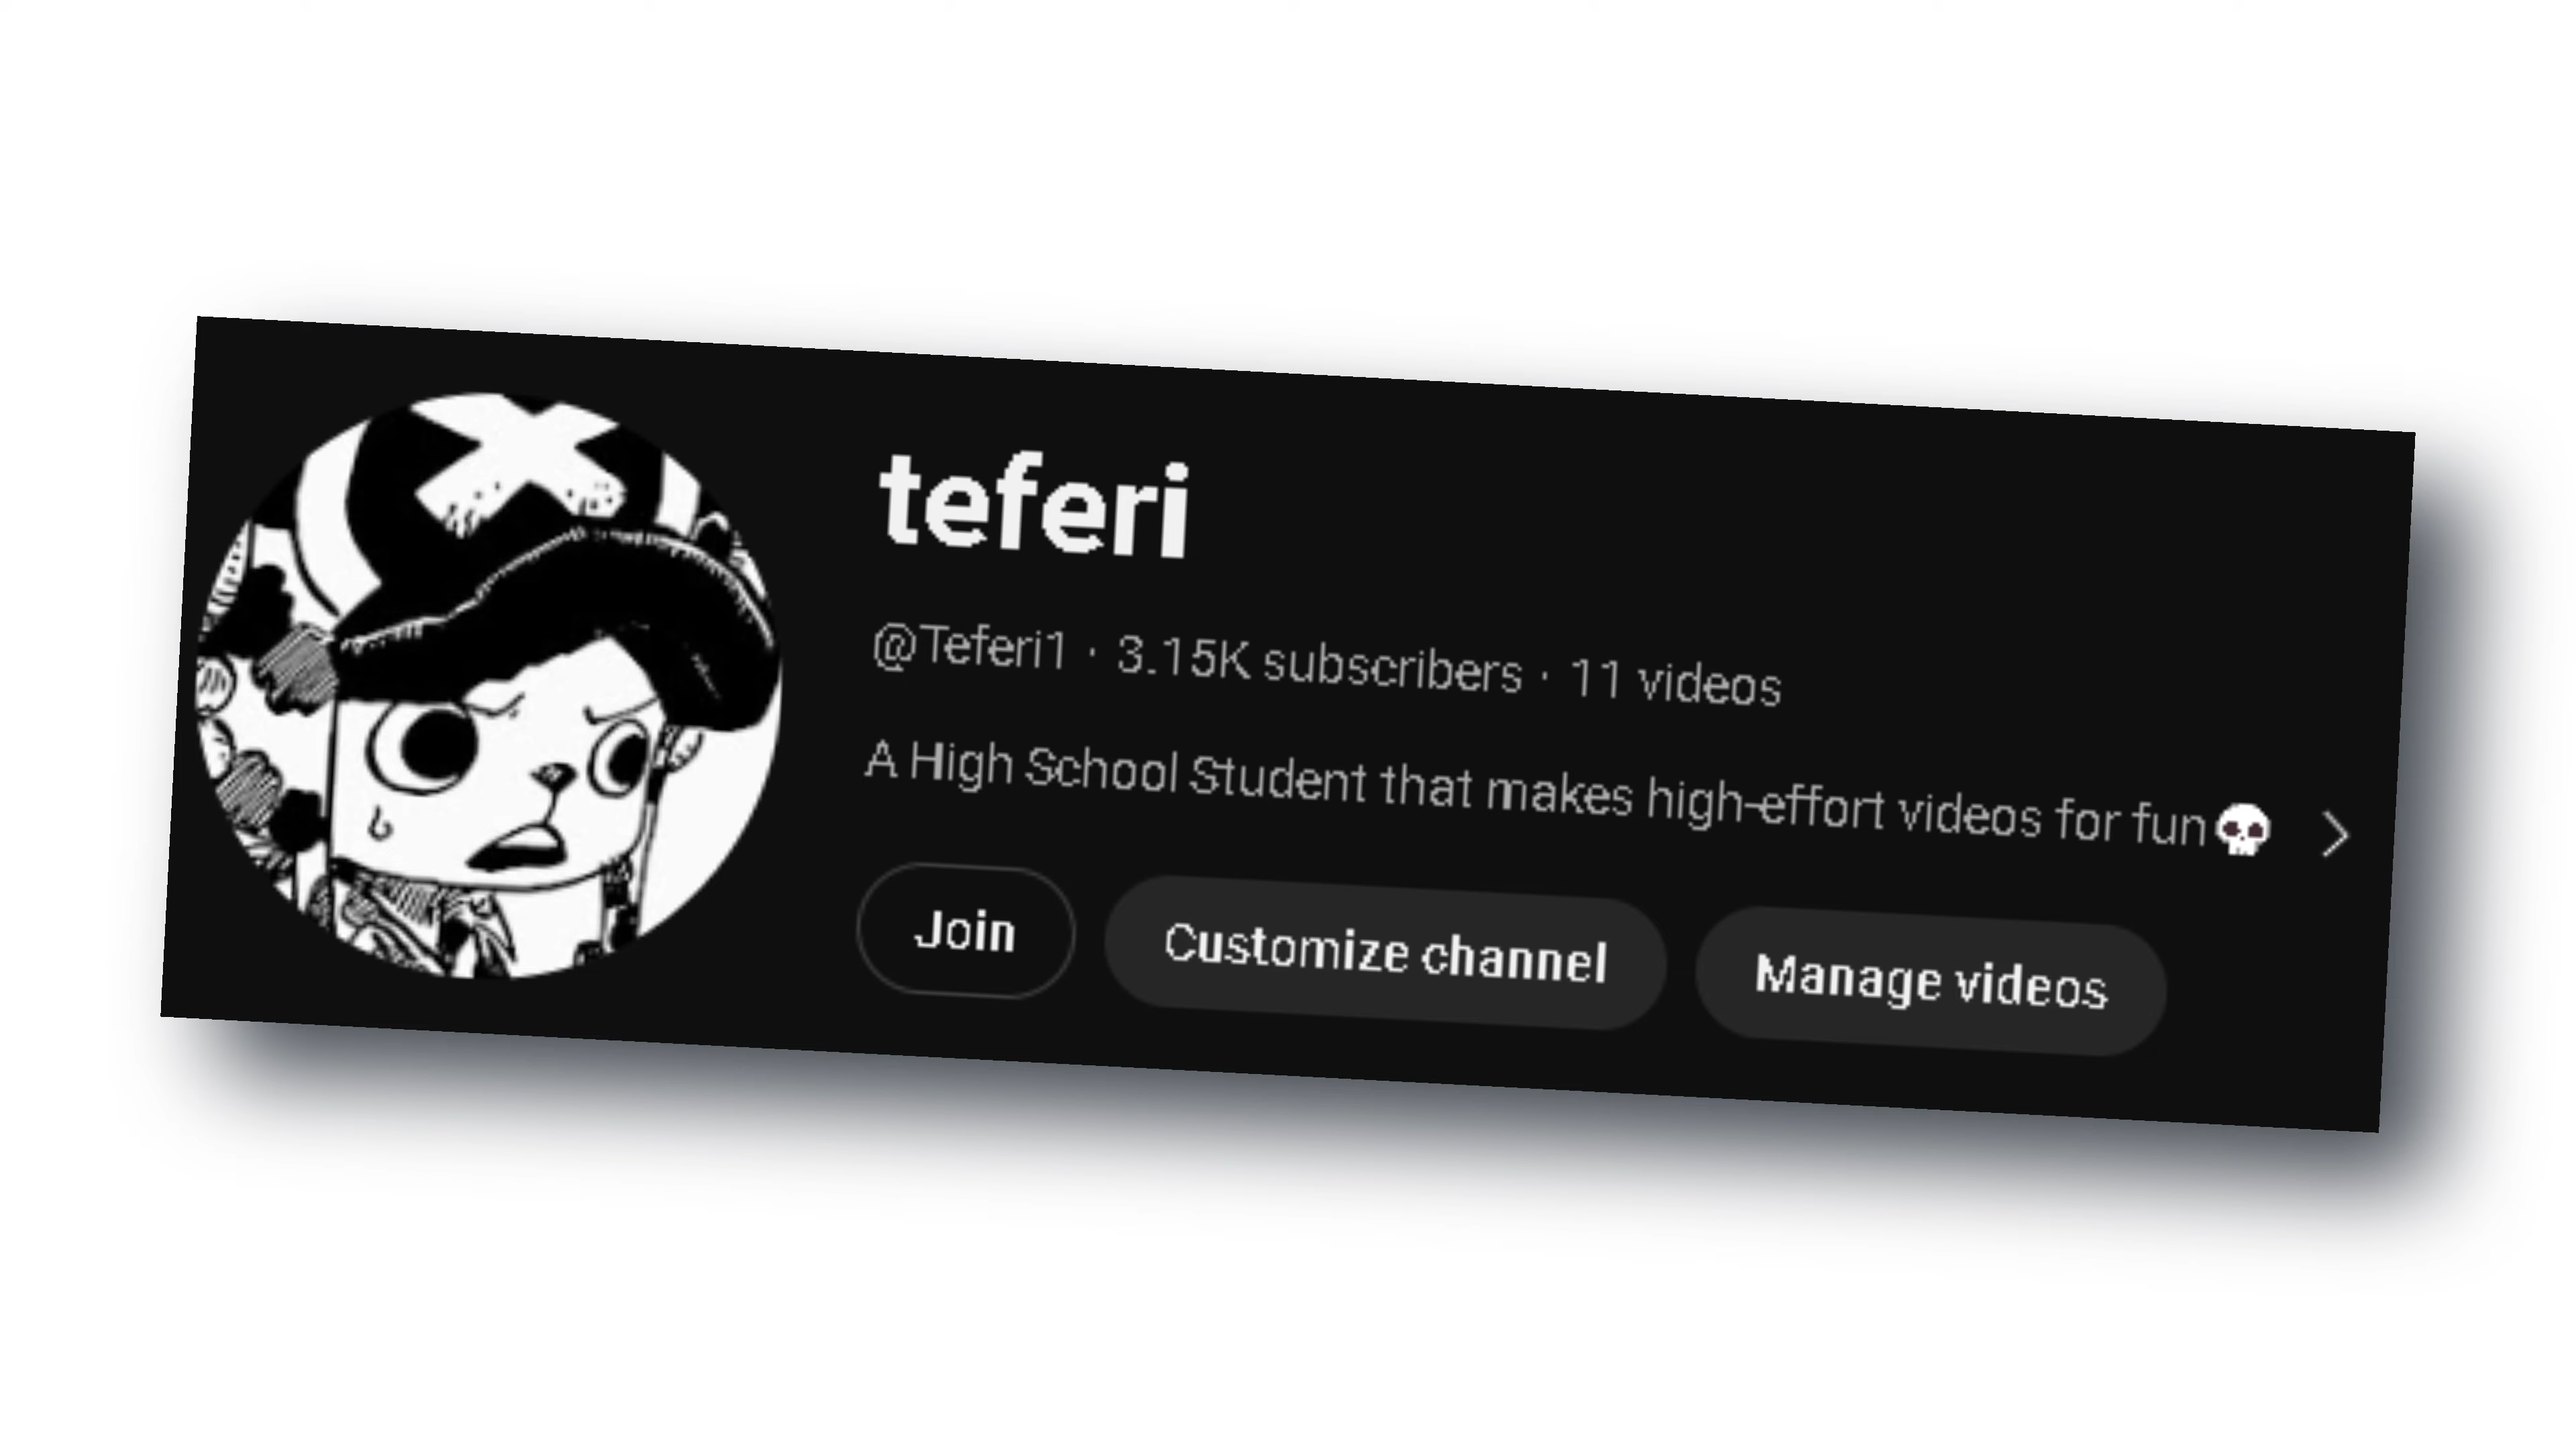 teferi
@Teferi1 · 3.15K subscribers · 11 videos
A High School Student that makes high-effort videos for fun💀
Join Customize channel Manage videos